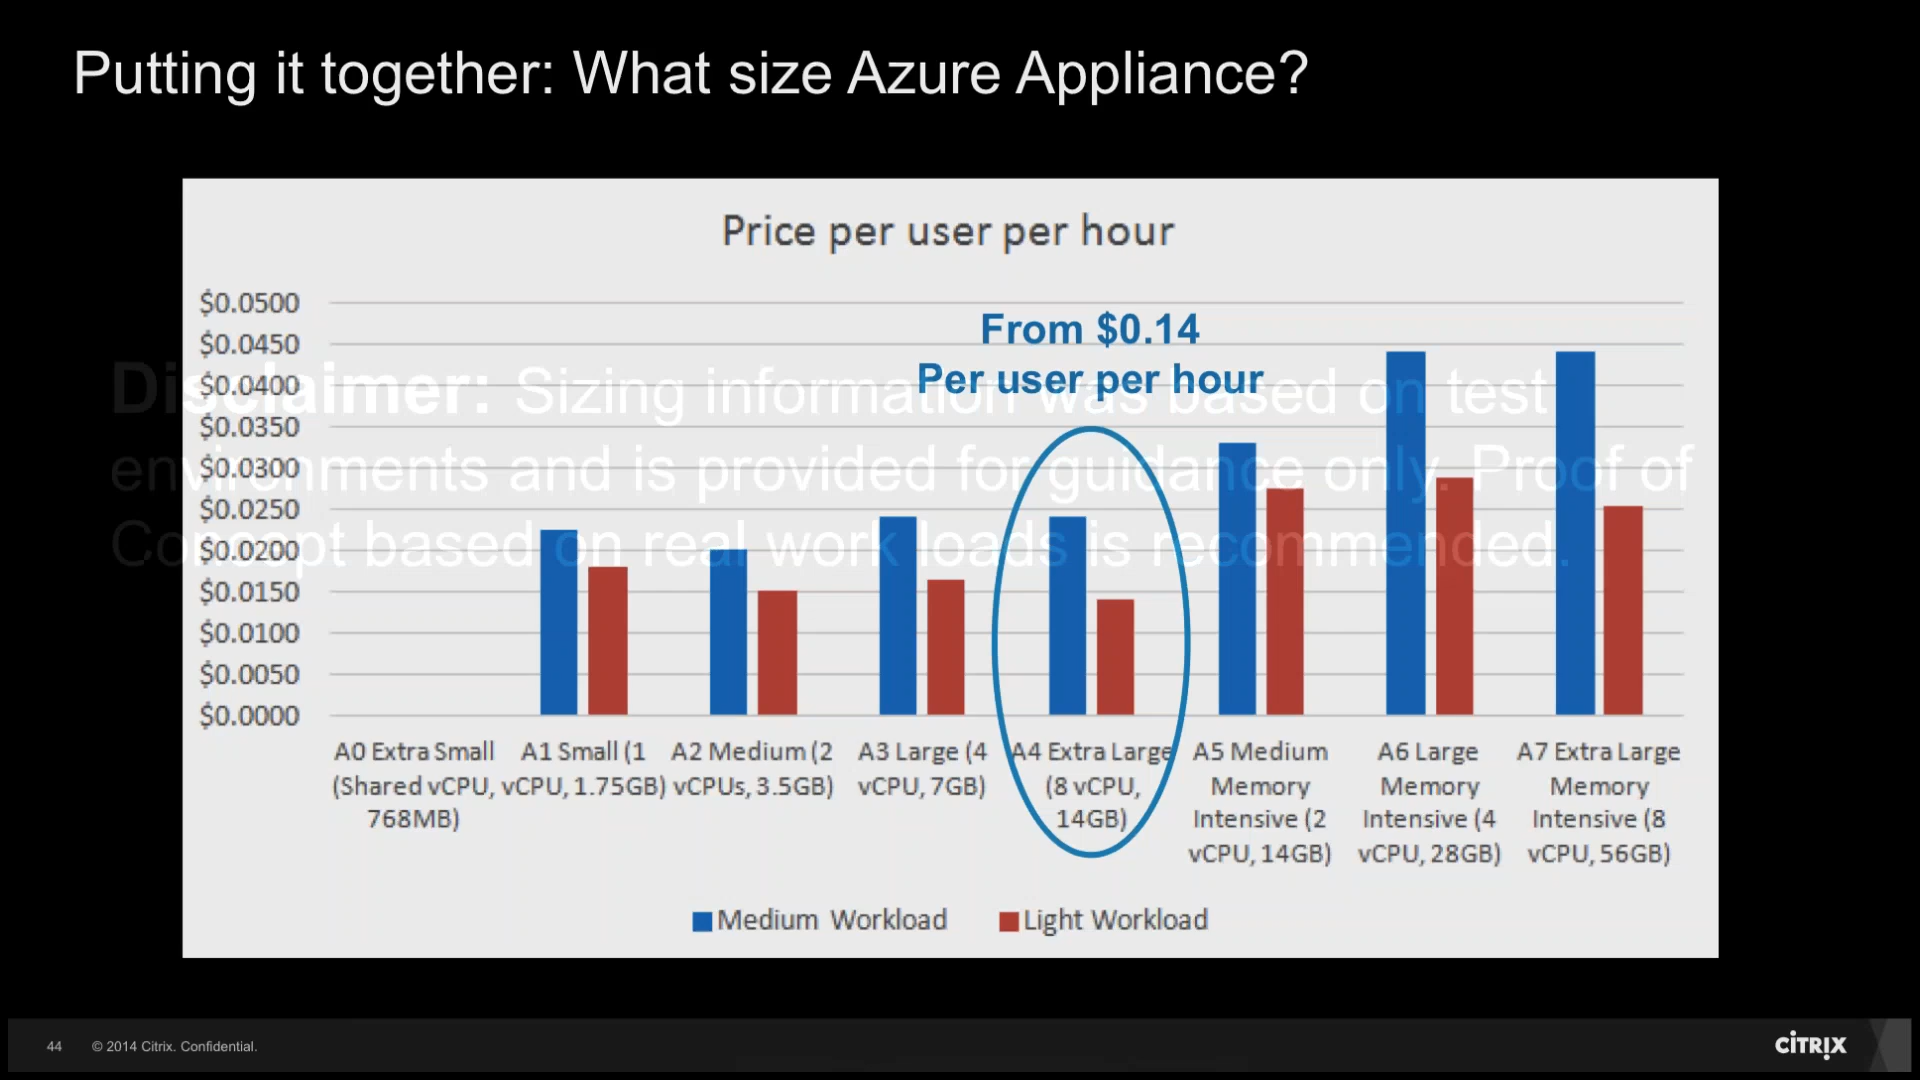 Putting it together: What size Azure Appliance?
Price per user per hour
$0.0500
$0.0450
$0.0400
$0.0350
$0.0300
$0.0250
$0.0200
$0.0150
$0.0100
$0.0050
$0.0000
From $0.14
Per user per hour
Disclaimer: Sizing information was based on test
environments and is provided for guidance only. Proof of
Concept based on real work loads is recommended.
A0 Extra Small
(Shared vCPU,
768MB)
A1 Small (1
vCPU, 1.75GB)
A2 Medium (2
vCPUs, 3.5GB)
A3 Large (4
vCPU, 7GB)
A4 Extra Large
(8 vCPU,
14GB)
A5 Medium
Memory
Intensive (2
vCPU, 14GB)
A6 Large
Memory
Intensive (4
vCPU, 28GB)
A7 Extra Large
Memory
Intensive (8
vCPU, 56GB)
Medium Workload
Light Workload
44
© 2014 Citrix. Confidential.
CITRIX